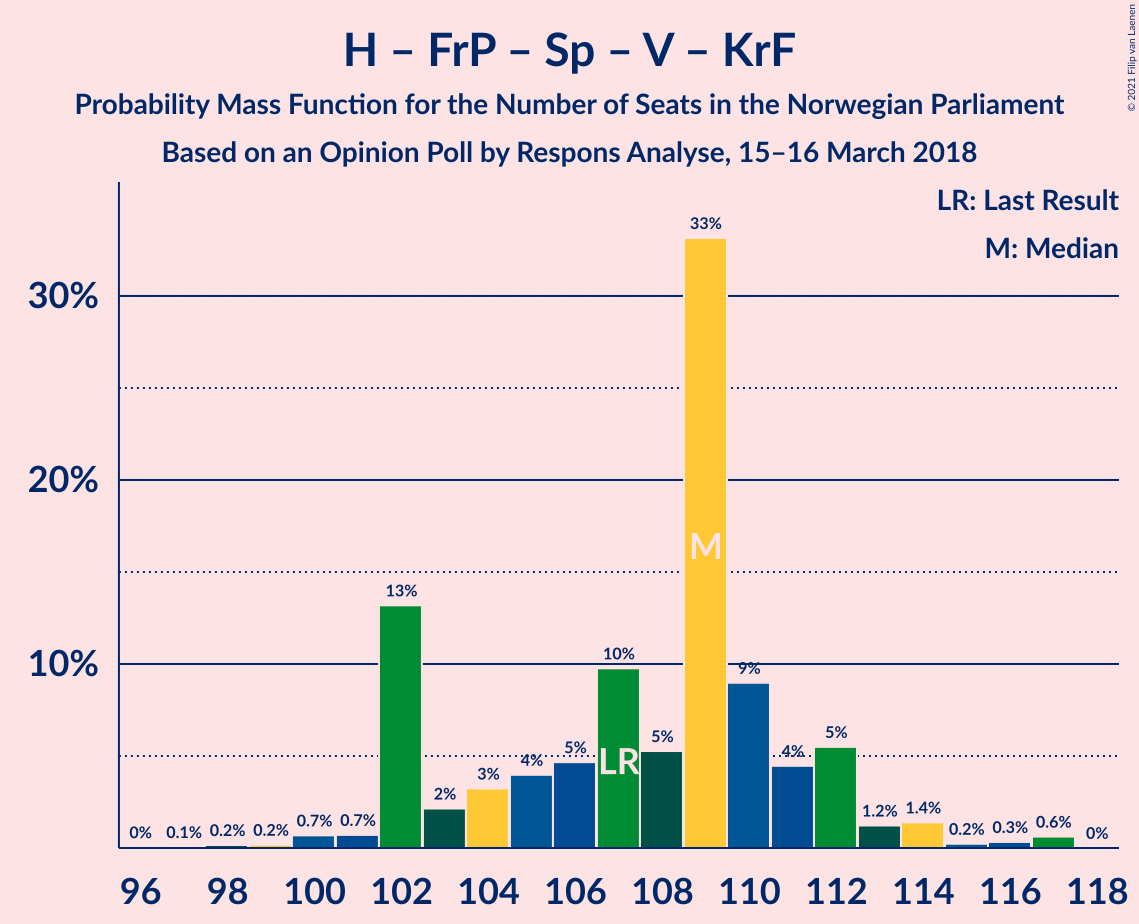 H – FrP – Sp – V – KrF
Probability Mass Function for the Number of Seats in the Norwegian Parliament
Based on an Opinion Poll by Respons Analyse, 15–16 March 2018
© 2021 Filip van Laenen
LR: Last Result
M: Median
30%
20%
10%
0% 0.1% 0.2% 0.2% 0.7% 0.7% 13% 2% 3% 4% 5% 10% 5% 33% 9% 4% 5% 1.2% 1.4% 0.2% 0.3% 0.6% 0%
LR
M
96 98 100 102 104 106 108 110 112 114 116 118